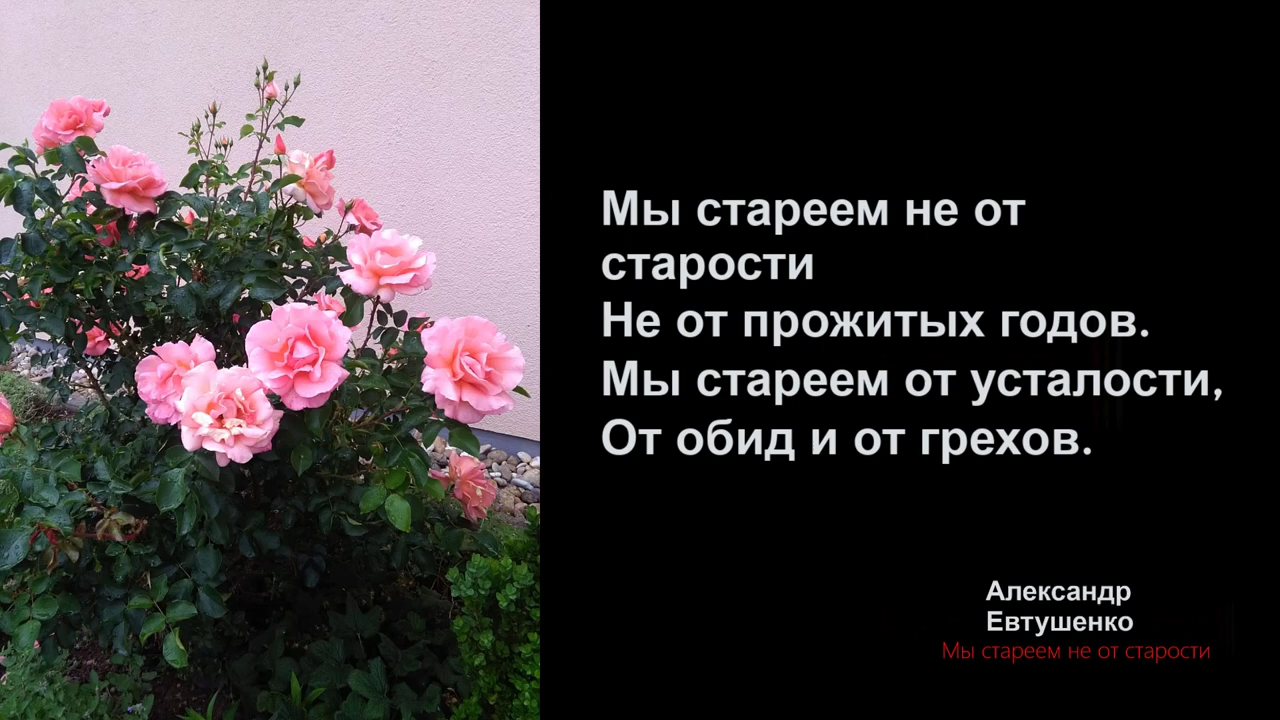 Мы стареем не от
старости
Не от прожитых годов.
Мы стареем от усталости,
От обид и от грехов.
Александр
Евтушенко
Мы стареем не от старости